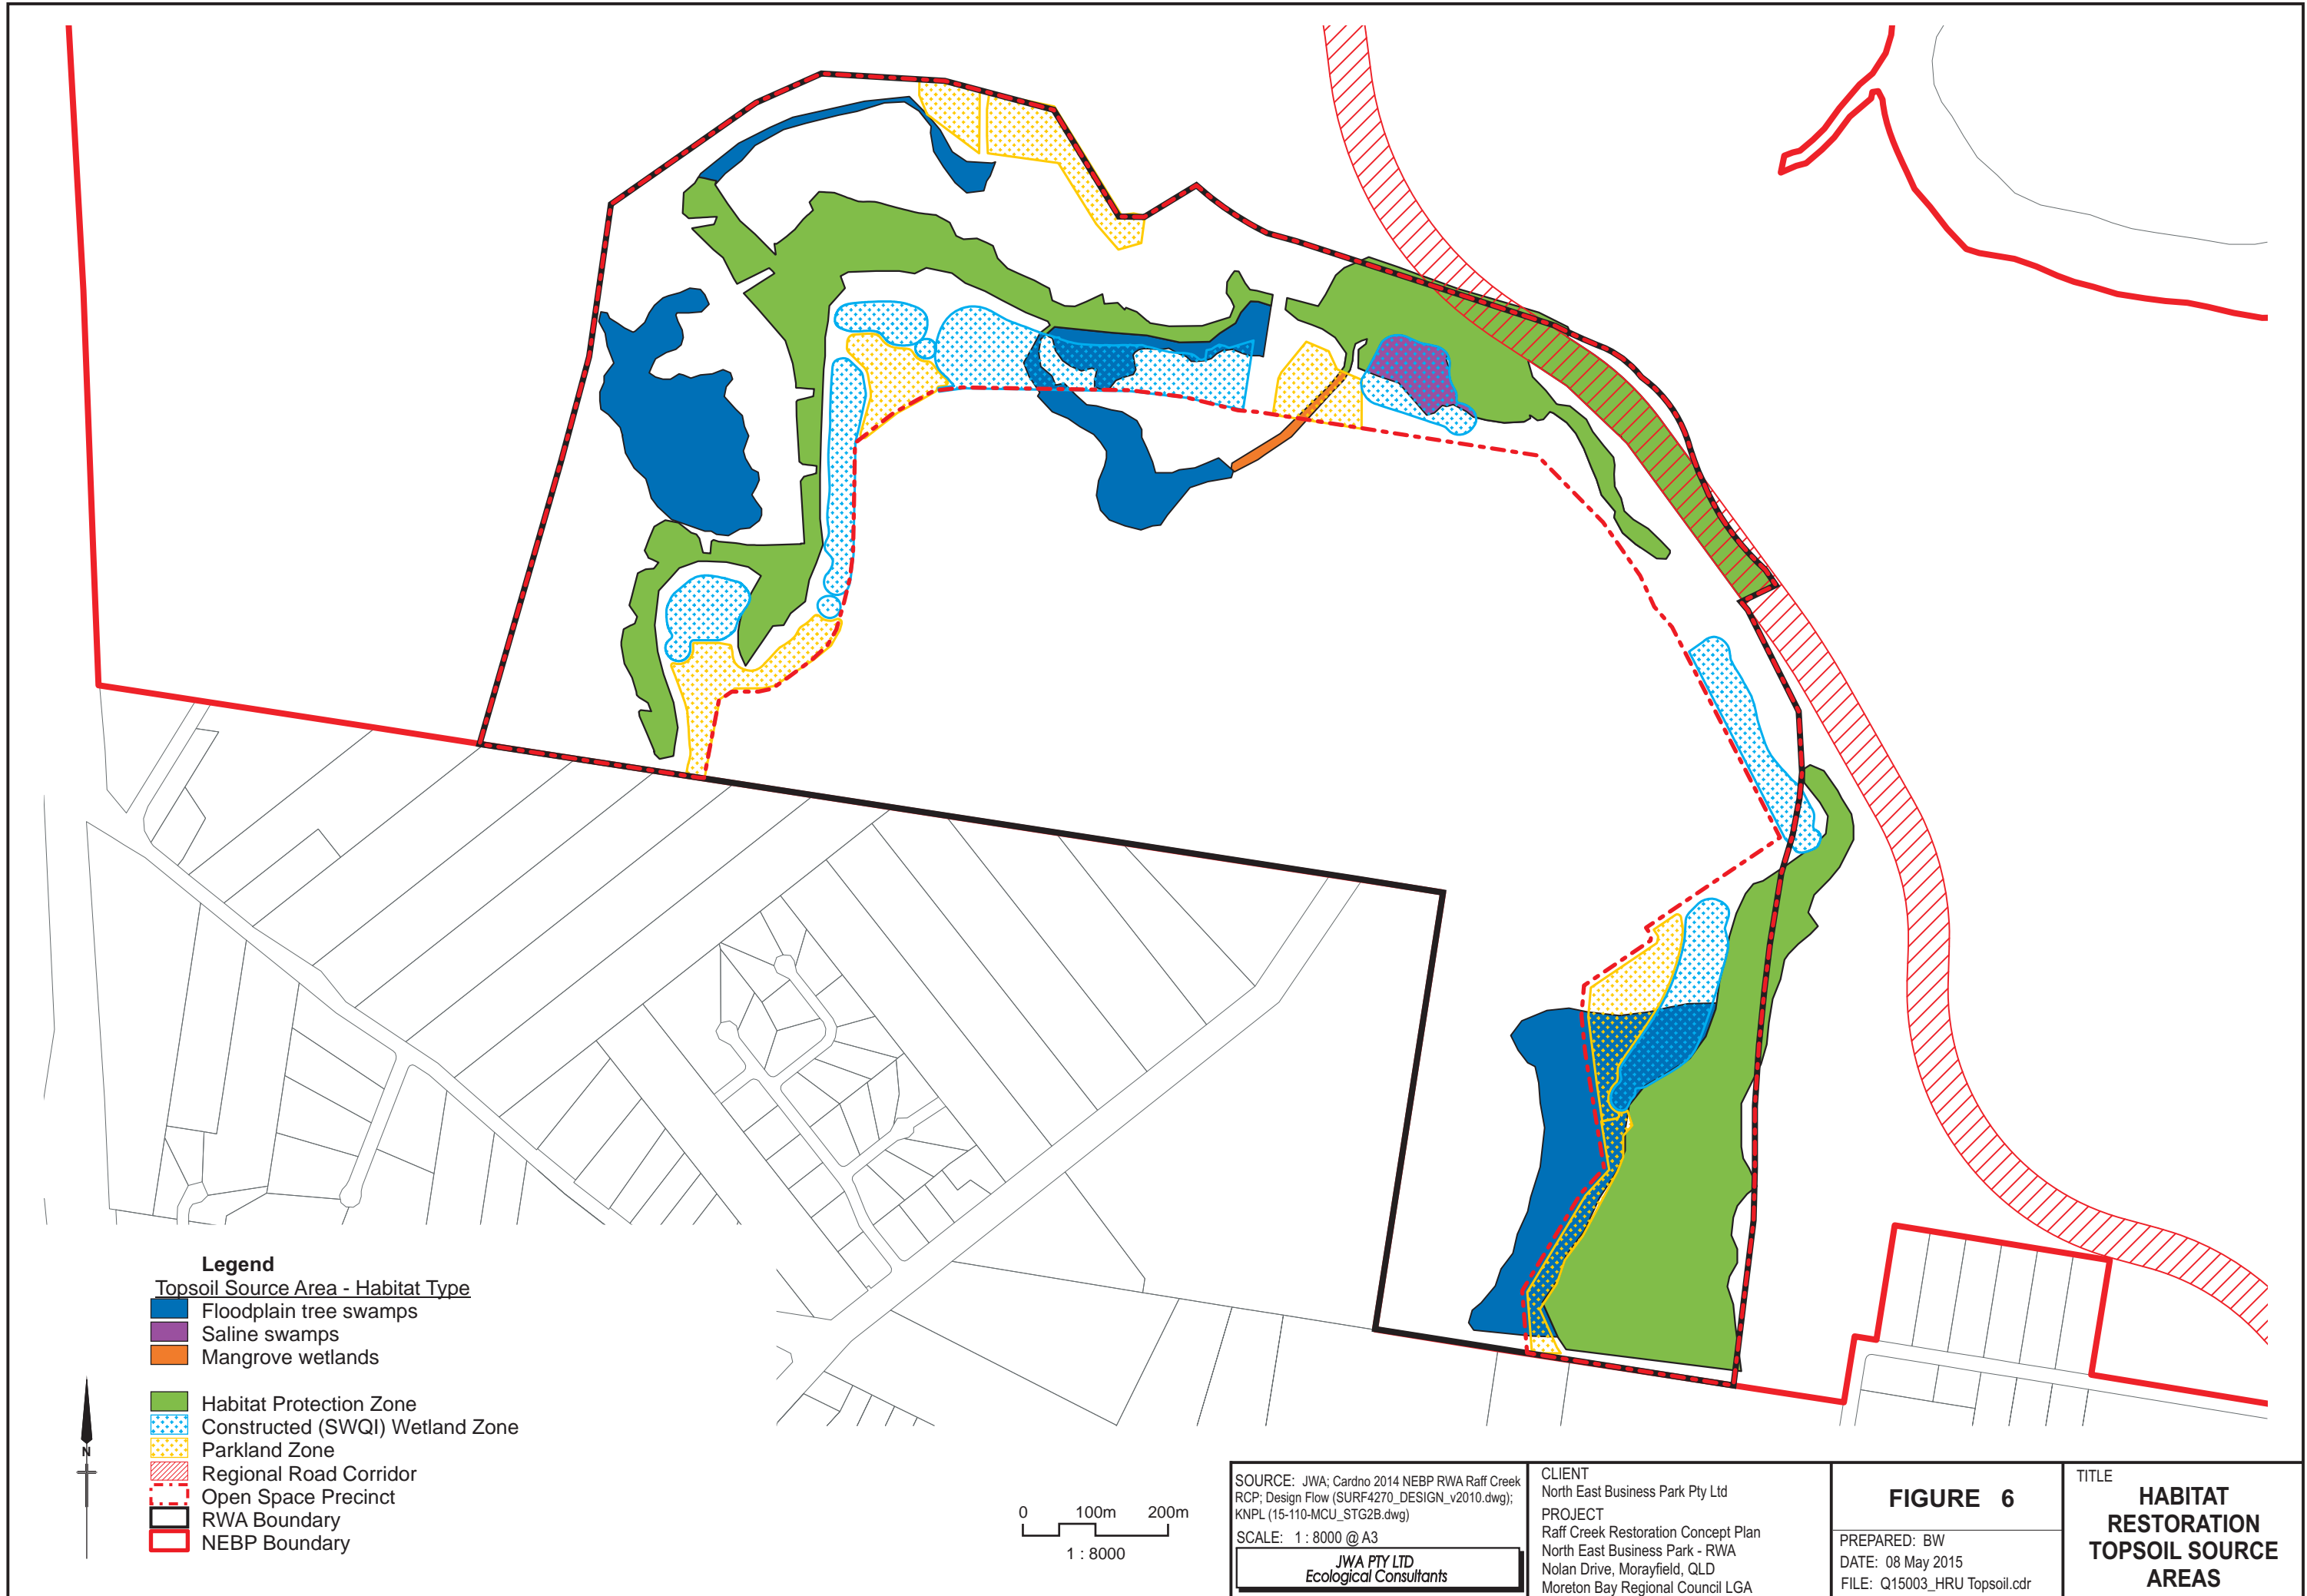 Legend
Topsoil Source Area - Habitat Type
Floodplain tree swamps
Saline swamps
Mangrove wetlands
Habitat Protection Zone
Constructed (SWQI) Wetland Zone
Parkland Zone
Regional Road Corridor
Open Space Precinct
RWA Boundary
NEBP Boundary
N
0 100m 200m
1 : 8000
SOURCE: JWA; Cardno 2014 NEBP RWA Raff Creek
RCP; Design Flow (SURF4270_DESIGN_v2010.dwg);
KNPL (15-110-MCU_STG2B.dwg)
SCALE: 1 : 8000 @ A3
JWA PTY LTD
Ecological Consultants
CLIENT
North East Business Park Pty Ltd
PROJECT
Raff Creek Restoration Concept Plan
North East Business Park - RWA
Nolan Drive, Morayfield, QLD
Moreton Bay Regional Council LGA
FIGURE 6
PREPARED: BW
DATE: 08 May 2015
FILE: Q15003_HRU Topsoil.cdr
TITLE
HABITAT
RESTORATION
TOPSOIL SOURCE
AREAS